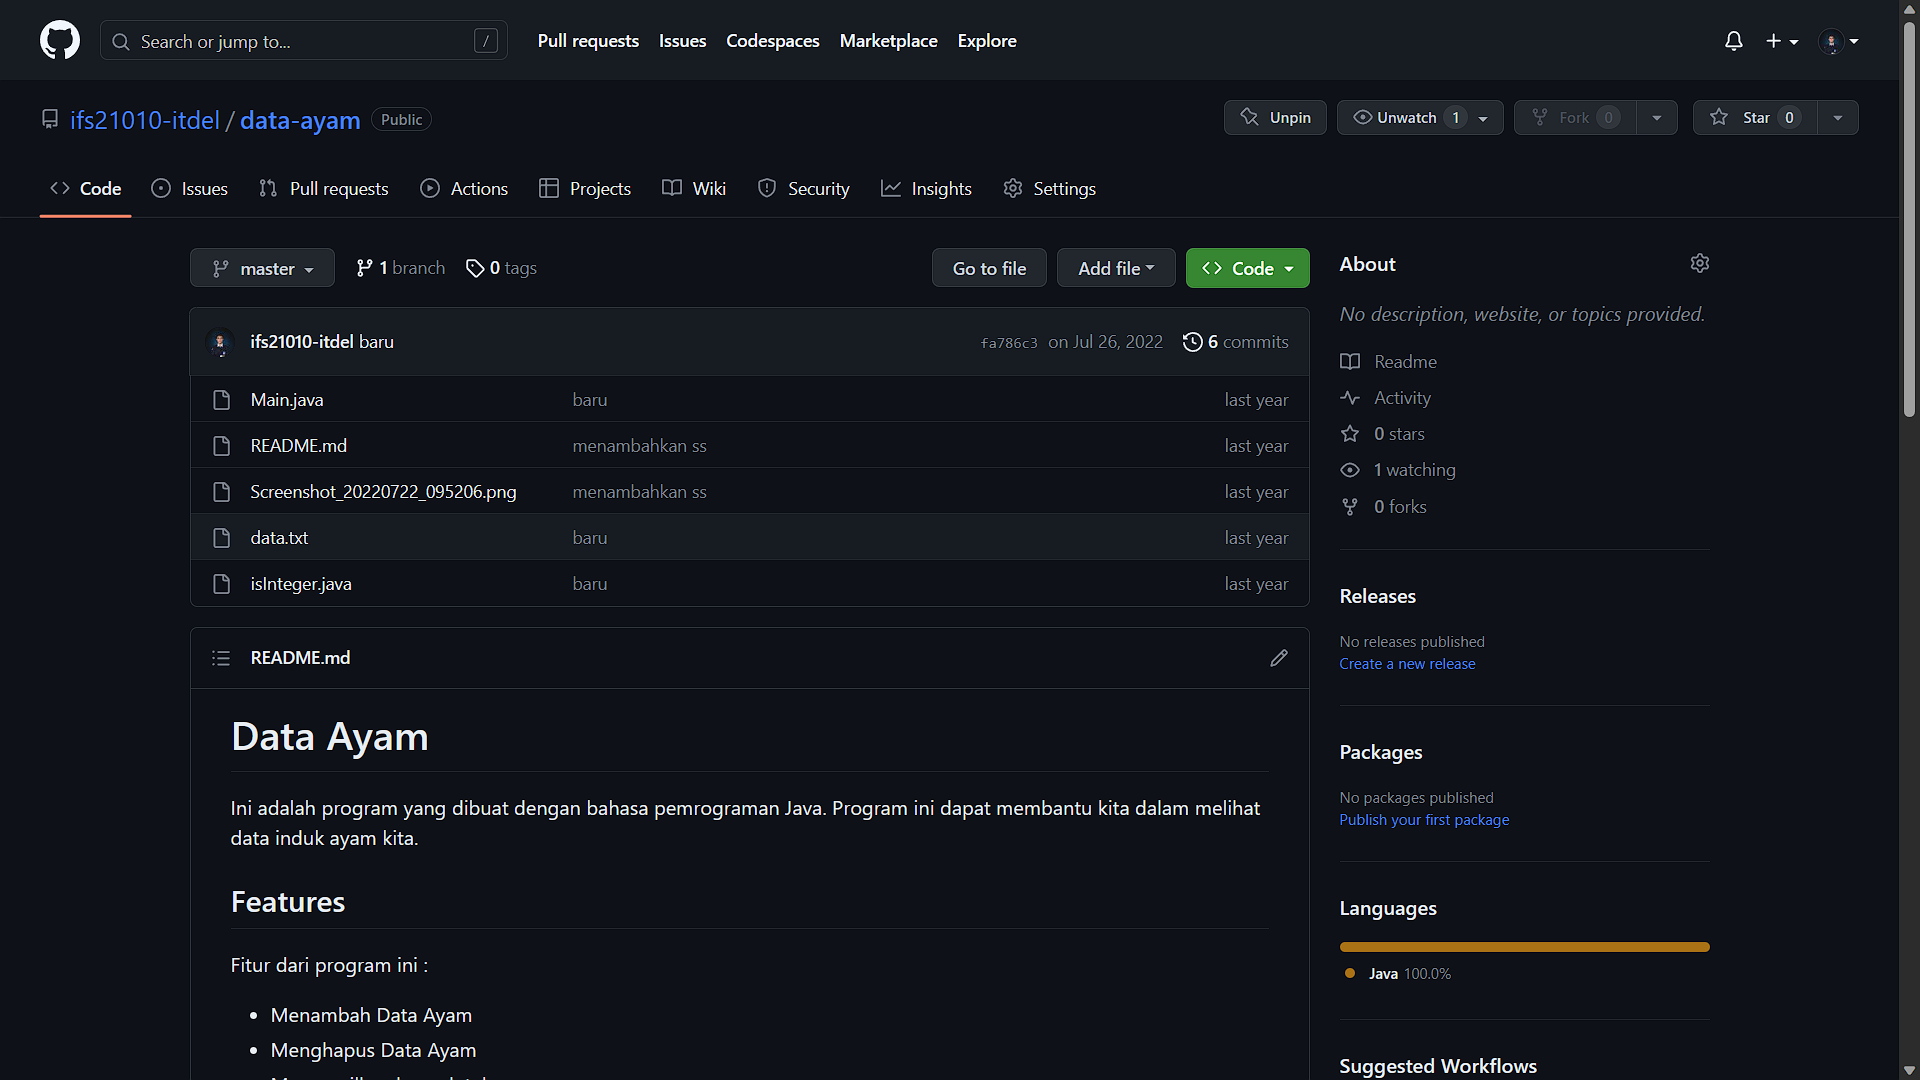 Search or jump to...
/
Pull requests
Issues
Codespaces
Marketplace
Explore
ifs21010-itdel / data-ayam
Public
Unpin
Unwatch 1
Fork 0
Star 0
Code
Issues
Pull requests
Actions
Projects
Wiki
Security
Insights
Settings
master
1 branch
0 tags
Go to file
Add file
Code
ifs21010-itdel baru
fa786c3 on Jul 26, 2022
6 commits
Main.java
baru
last year
README.md
menambahkan ss
last year
Screenshot_20220722_095206.png
menambahkan ss
last year
data.txt
baru
last year
isInteger.java
baru
last year
README.md
Data Ayam
Ini adalah program yang dibuat dengan bahasa pemrograman Java. Program ini dapat membantu kita dalam melihat
data induk ayam kita.
Features
Fitur dari program ini :
Menambah Data Ayam
Menghapus Data Ayam
About
No description, website, or topics provided.
Readme
Activity
0 stars
1 watching
0 forks
Releases
No releases published
Create a new release
Packages
No packages published
Publish your first package
Languages
Java 100.0%
Suggested Workflows